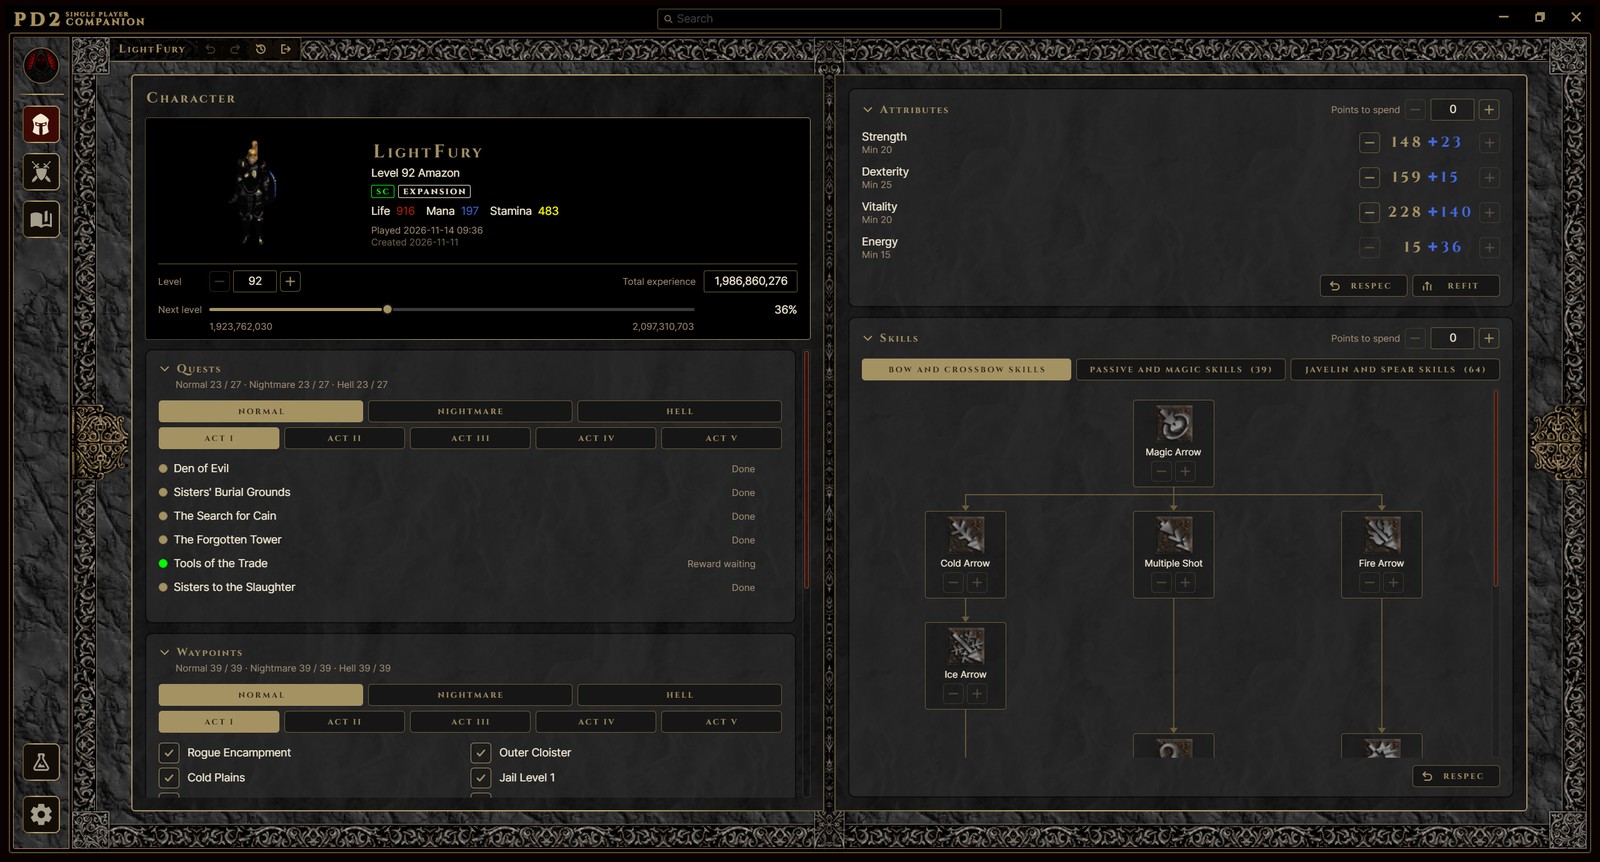 PD2 SINGLE PLAYER COMPANION
Search
LightFury
Character
LightFury
Level 92 Amazon
SC EXPANSION
Life 916 Mana 197 Stamina 483
Played 2026-11-14 09:36
Created 2026-11-11
Level 92 Total experience 1,986,860,276
Next level 36%
1,923,762,030 2,097,310,703
Quests
Normal 23 / 27 · Nightmare 23 / 27 · Hell 23 / 27
NORMAL NIGHTMARE HELL
ACT I ACT II ACT III ACT IV ACT V
Den of Evil Done
Sisters' Burial Grounds Done
The Search for Cain Done
The Forgotten Tower Done
Tools of the Trade Reward waiting
Sisters to the Slaughter Done
Waypoints
Normal 39 / 39 · Nightmare 39 / 39 · Hell 39 / 39
NORMAL NIGHTMARE HELL
ACT I ACT II ACT III ACT IV ACT V
Rogue Encampment Outer Cloister
Cold Plains Jail Level 1
Attributes Points to spend 0
Strength 148 +23
Min 20
Dexterity 159 +15
Min 25
Vitality 228 +140
Min 20
Energy 15 +36
Min 15
RESPEC REFIT
Skills Points to spend 0
BOW AND CROSSBOW SKILLS PASSIVE AND MAGIC SKILLS (39) JAVELIN AND SPEAR SKILLS (64)
Magic Arrow
Cold Arrow Multiple Shot Fire Arrow
Ice Arrow
RESPEC